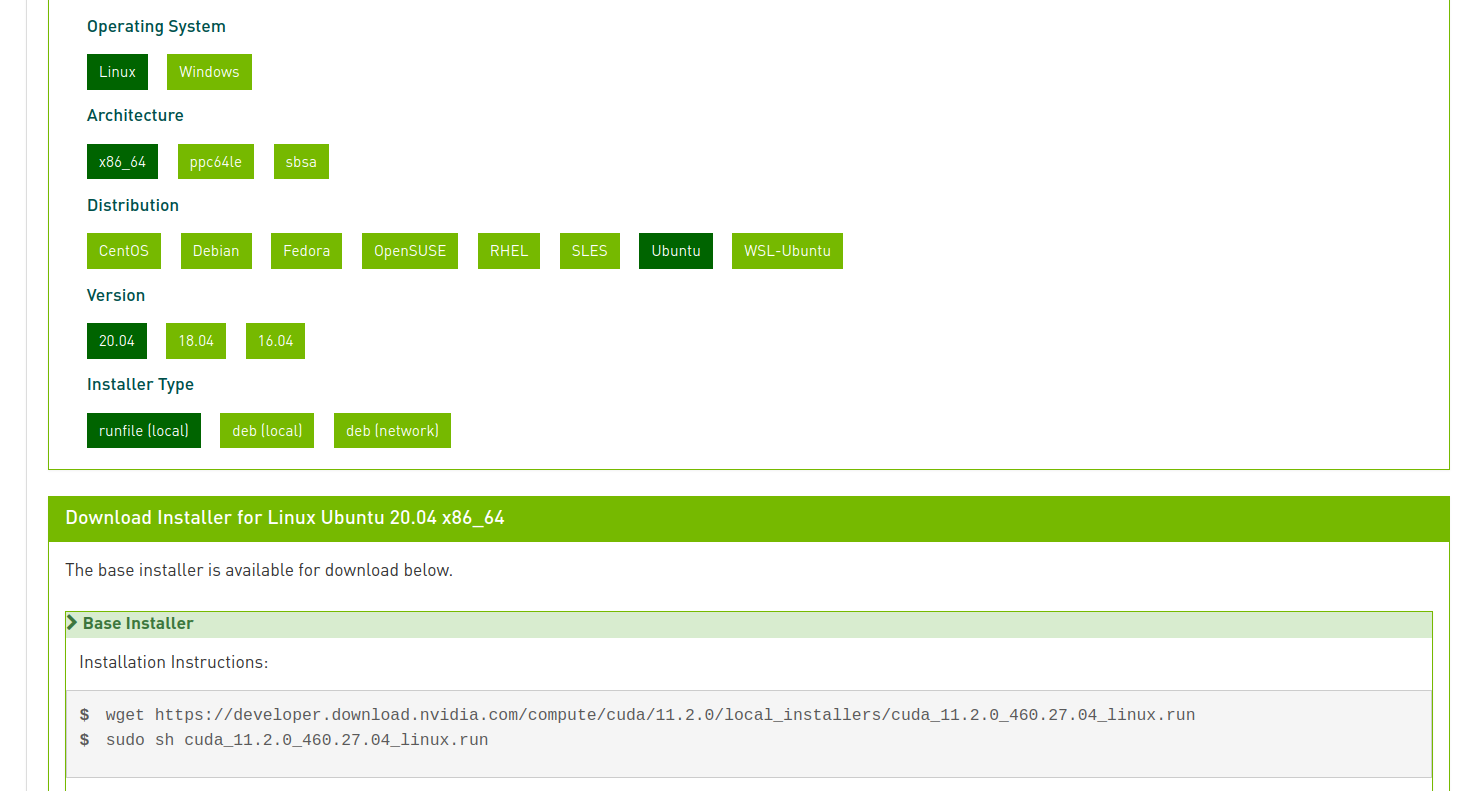 Operating System
Linux Windows
Architecture
x86_64 ppc64le sbsa
Distribution
CentOS Debian Fedora OpenSUSE RHEL SLES Ubuntu WSL-Ubuntu
Version
20.04 18.04 16.04
Installer Type
runfile (local) deb (local) deb (network)
Download Installer for Linux Ubuntu 20.04 x86_64
The base installer is available for download below.
Base Installer
Installation Instructions:
$ wget https://developer.download.nvidia.com/compute/cuda/11.2.0/local_installers/cuda_11.2.0_460.27.04_linux.run
$ sudo sh cuda_11.2.0_460.27.04_linux.run